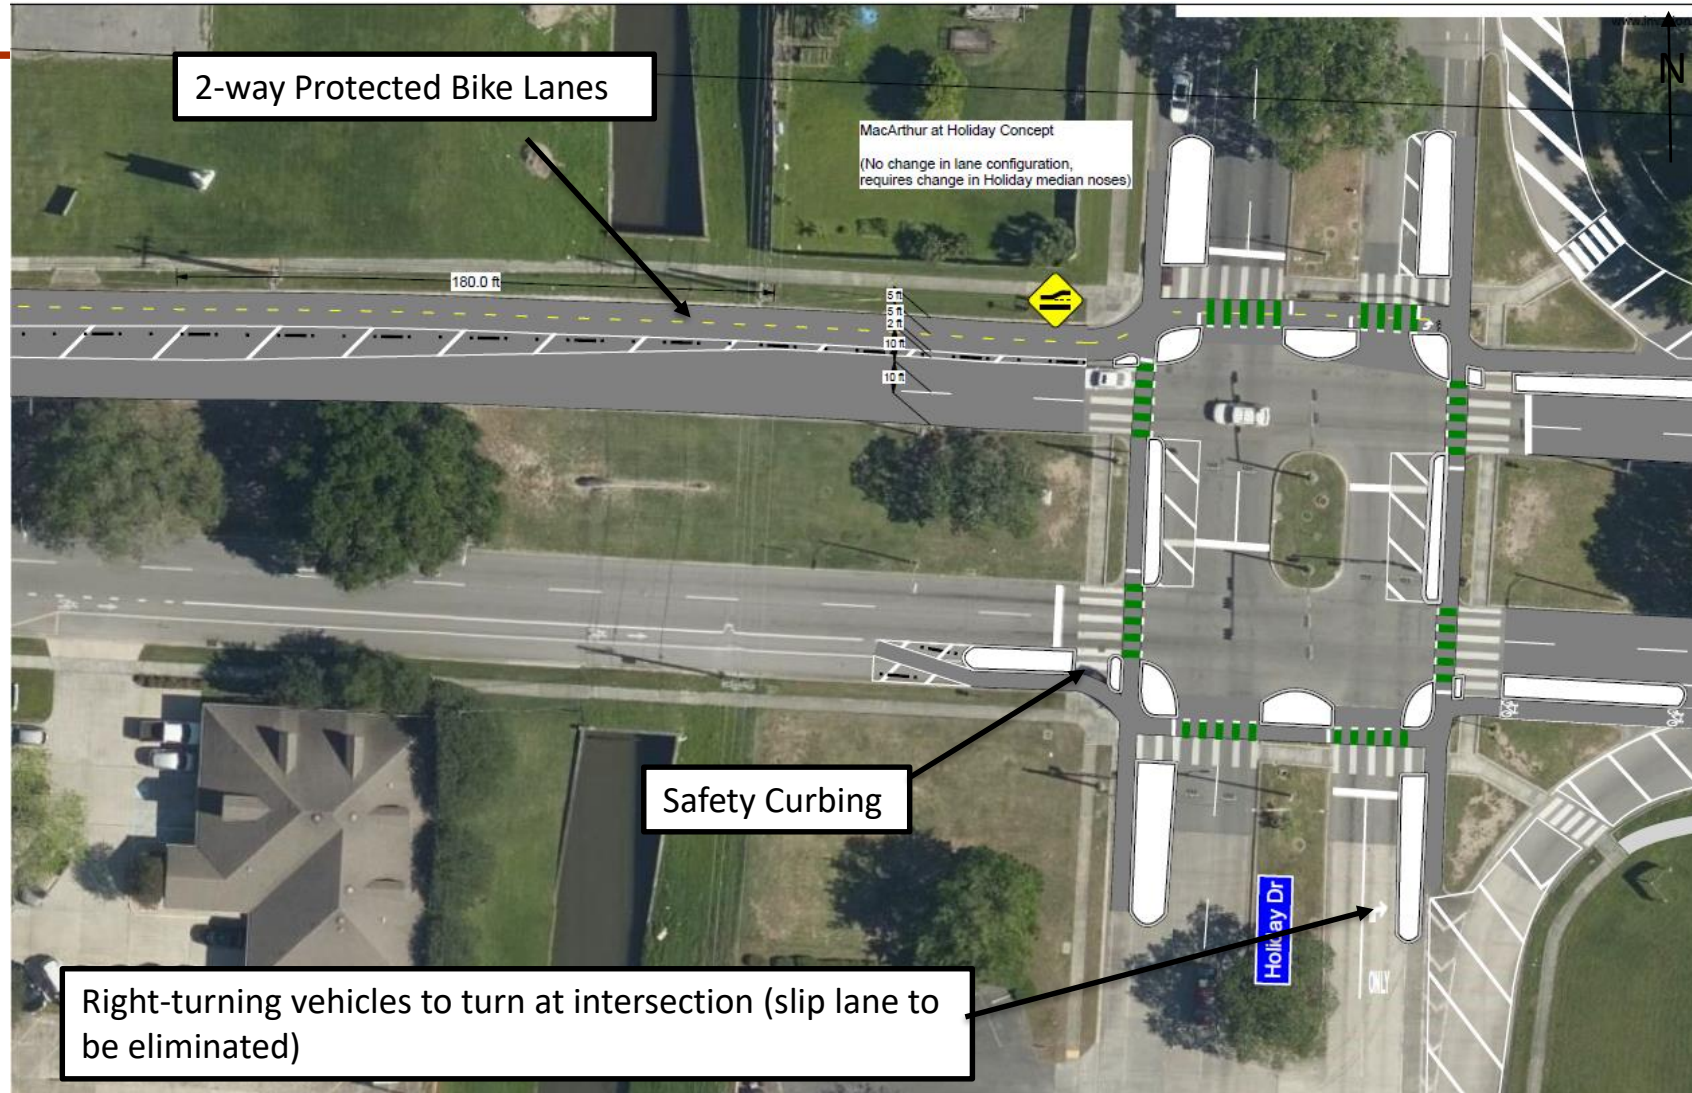 2-way Protected Bike Lanes
MacArthur at Holiday Concept
(No change in lane configuration,
requires change in Holiday median noses)
N
180.0 ft
5 ft
5 ft
2 ft
10 ft
10 ft
Safety Curbing
Holiday Dr
ONLY
Right-turning vehicles to turn at intersection (slip lane to
be eliminated)